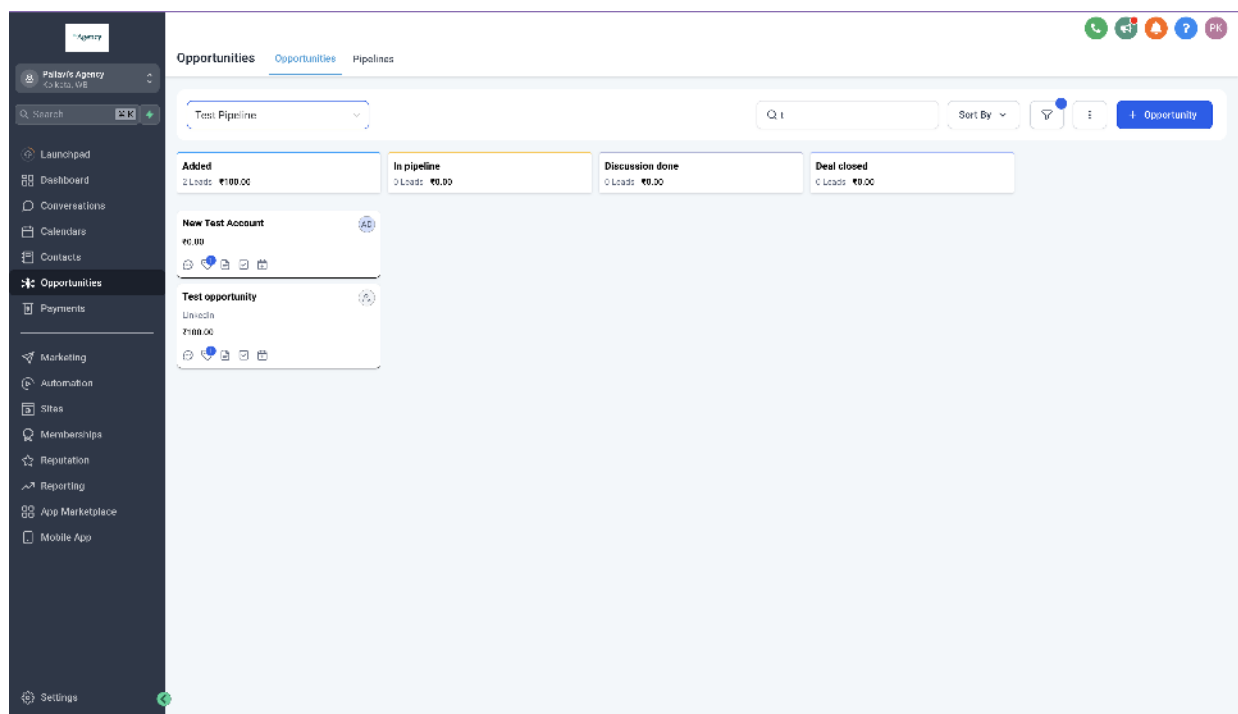 Agency
PK
Opportunities Opportunities Pipelines
Pallavi's Agency
Kolkata, WB
Search ⌘K
Test Pipeline
t
Sort By
+ Opportunity
Launchpad
Dashboard
Conversations
Calendars
Contacts
Opportunities
Payments
Marketing
Automation
Sites
Memberships
Reputation
Reporting
App Marketplace
Mobile App
Settings
Added
2 Leads ₹100.00
In pipeline
0 Leads ₹0.00
Discussion done
0 Leads ₹0.00
Deal closed
0 Leads ₹0.00
New Test Account
₹0.00
Test opportunity
LinkedIn
₹100.00